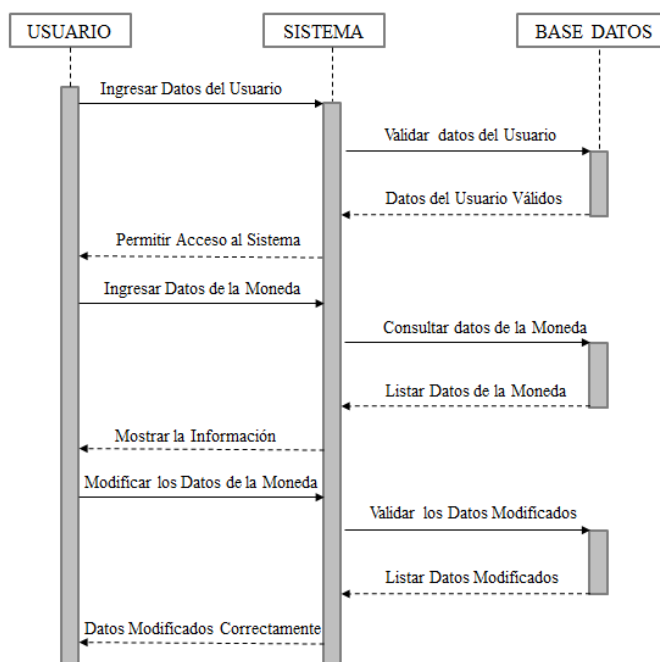 USUARIO
SISTEMA
BASE DATOS
Ingresar Datos del Usuario
Validar datos del Usuario
Datos del Usuario Válidos
Permitir Acceso al Sistema
Ingresar Datos de la Moneda
Consultar datos de la Moneda
Listar Datos de la Moneda
Mostrar la Información
Modificar los Datos de la Moneda
Validar los Datos Modificados
Listar Datos Modificados
Datos Modificados Correctamente